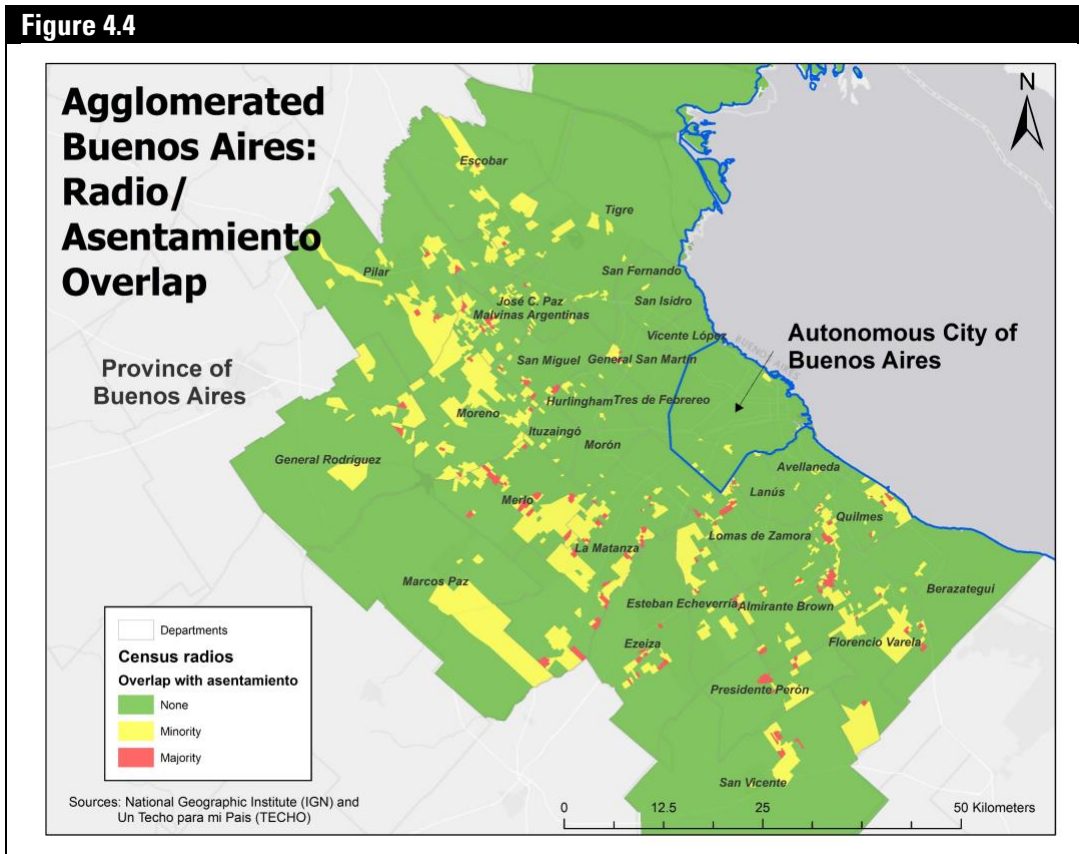 Figure 4.4
Agglomerated
Buenos Aires:
Radio/
Asentamiento
Overlap
N
Escobar
Tigre
Pilar
San Fernando
José C. Paz
San Isidro
Malvinas Argentinas
Vicente López
BUENOS AIRES
Autonomous City of
Buenos Aires
Province of
Buenos Aires
San Miguel
General San Martín
Hurlingham
Tres de Febrereo
Moreno
Ituzaingó
Morón
General Rodríguez
Avellaneda
Lanús
Merlo
Quilmes
Lomas de Zamora
La Matanza
Marcos Paz
Berazategui
Esteban Echeverría
Almirante Brown
Ezeiza
Florencio Varela
Presidente Perón
San Vicente
Departments
Census radios
Overlap with asentamiento
None
Minority
Majority
Sources: National Geographic Institute (IGN) and
Un Techo para mi Pais (TECHO)
0 12.5 25 50 Kilometers